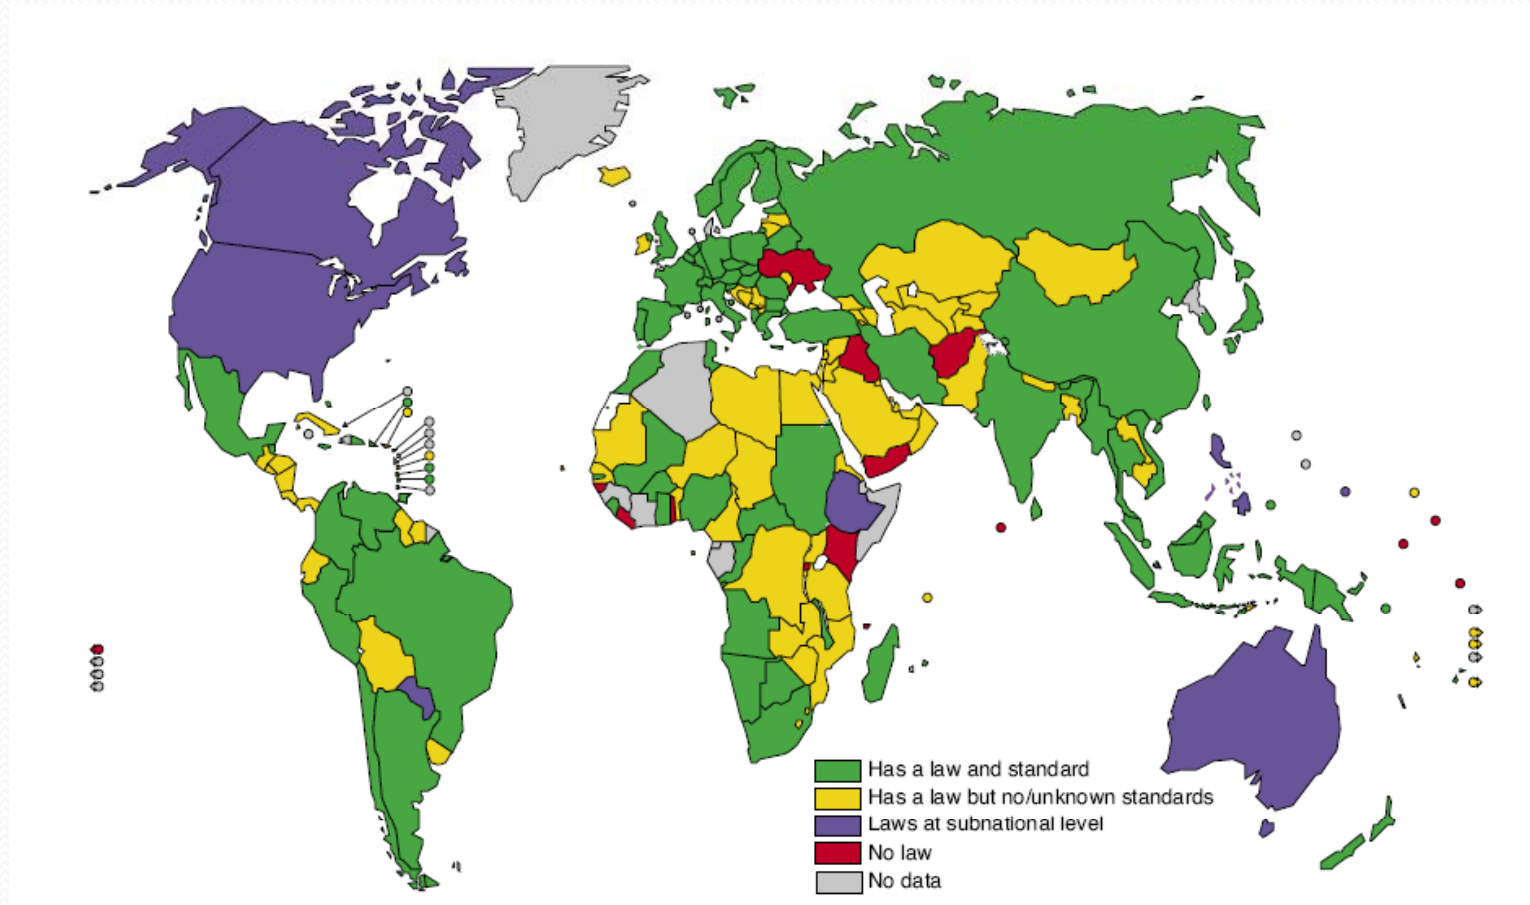 Has a law and standard
Has a law but no/unknown standards
Laws at subnational level
No law
No data